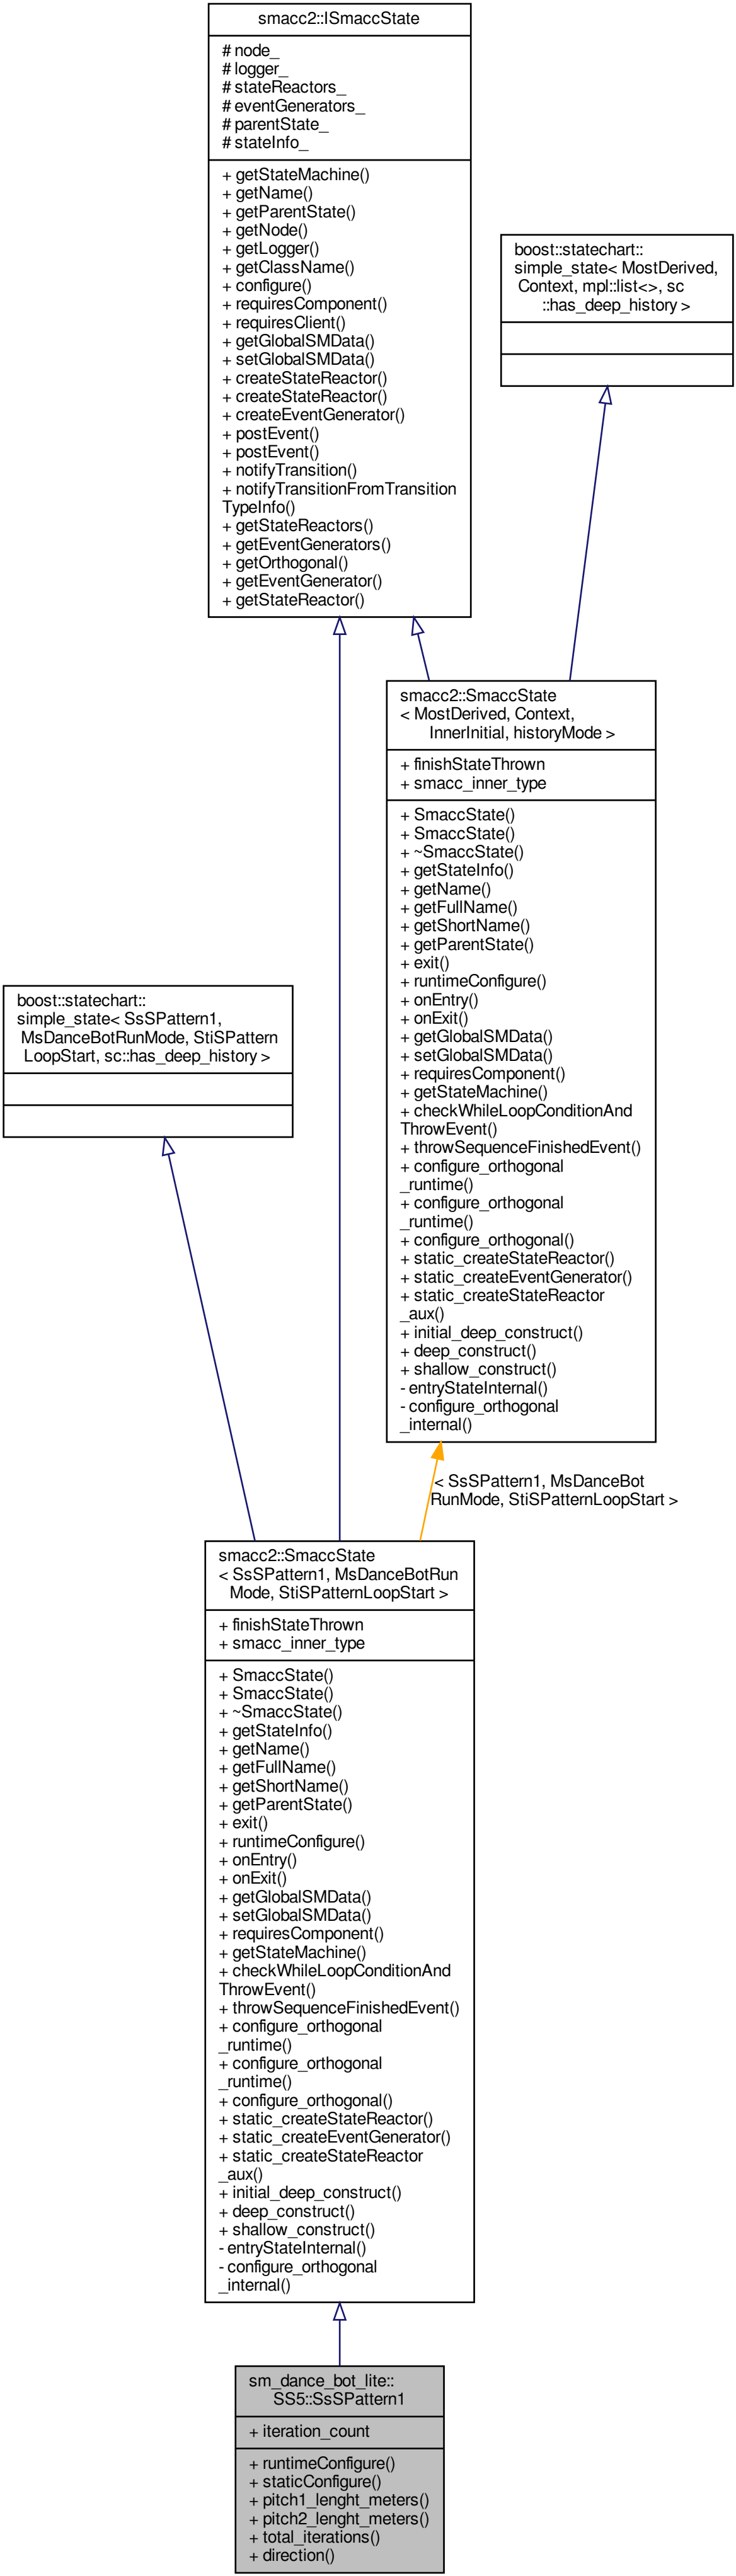 smacc2::ISmaccState
# node_
# logger_
# stateReactors_
# eventGenerators_
# parentState_
# stateInfo_
+ getStateMachine()
+ getName()
+ getParentState()
+ getNode()
+ getLogger()
+ getClassName()
+ configure()
+ requiresComponent()
+ requiresClient()
+ getGlobalSMData()
+ setGlobalSMData()
+ createStateReactor()
+ createStateReactor()
+ createEventGenerator()
+ postEvent()
+ postEvent()
+ notifyTransition()
+ notifyTransitionFromTransition
TypeInfo()
+ getStateReactors()
+ getEventGenerators()
+ getOrthogonal()
+ getEventGenerator()
+ getStateReactor()
boost::statechart::
simple_state< MostDerived,
Context, mpl::list<>, sc
::has_deep_history >
smacc2::SmaccState
< MostDerived, Context,
InnerInitial, historyMode >
+ finishStateThrown
+ smacc_inner_type
+ SmaccState()
+ SmaccState()
+ ~SmaccState()
+ getStateInfo()
+ getName()
+ getFullName()
+ getShortName()
+ getParentState()
+ exit()
+ runtimeConfigure()
+ onEntry()
+ onExit()
+ getGlobalSMData()
+ setGlobalSMData()
+ requiresComponent()
+ getStateMachine()
+ checkWhileLoopConditionAnd
ThrowEvent()
+ throwSequenceFinishedEvent()
+ configure_orthogonal
_runtime()
+ configure_orthogonal
_runtime()
+ configure_orthogonal()
+ static_createStateReactor()
+ static_createEventGenerator()
+ static_createStateReactor
_aux()
+ initial_deep_construct()
+ deep_construct()
+ shallow_construct()
- entryStateInternal()
- configure_orthogonal
_internal()
boost::statechart::
simple_state< SsSPattern1,
MsDanceBotRunMode, StiSPattern
LoopStart, sc::has_deep_history >
< SsSPattern1, MsDanceBot
RunMode, StiSPatternLoopStart >
smacc2::SmaccState
< SsSPattern1, MsDanceBotRun
Mode, StiSPatternLoopStart >
+ finishStateThrown
+ smacc_inner_type
+ SmaccState()
+ SmaccState()
+ ~SmaccState()
+ getStateInfo()
+ getName()
+ getFullName()
+ getShortName()
+ getParentState()
+ exit()
+ runtimeConfigure()
+ onEntry()
+ onExit()
+ getGlobalSMData()
+ setGlobalSMData()
+ requiresComponent()
+ getStateMachine()
+ checkWhileLoopConditionAnd
ThrowEvent()
+ throwSequenceFinishedEvent()
+ configure_orthogonal
_runtime()
+ configure_orthogonal
_runtime()
+ configure_orthogonal()
+ static_createStateReactor()
+ static_createEventGenerator()
+ static_createStateReactor
_aux()
+ initial_deep_construct()
+ deep_construct()
+ shallow_construct()
- entryStateInternal()
- configure_orthogonal
_internal()
sm_dance_bot_lite::
SS5::SsSPattern1
+ iteration_count
+ runtimeConfigure()
+ staticConfigure()
+ pitch1_lenght_meters()
+ pitch2_lenght_meters()
+ total_iterations()
+ direction()